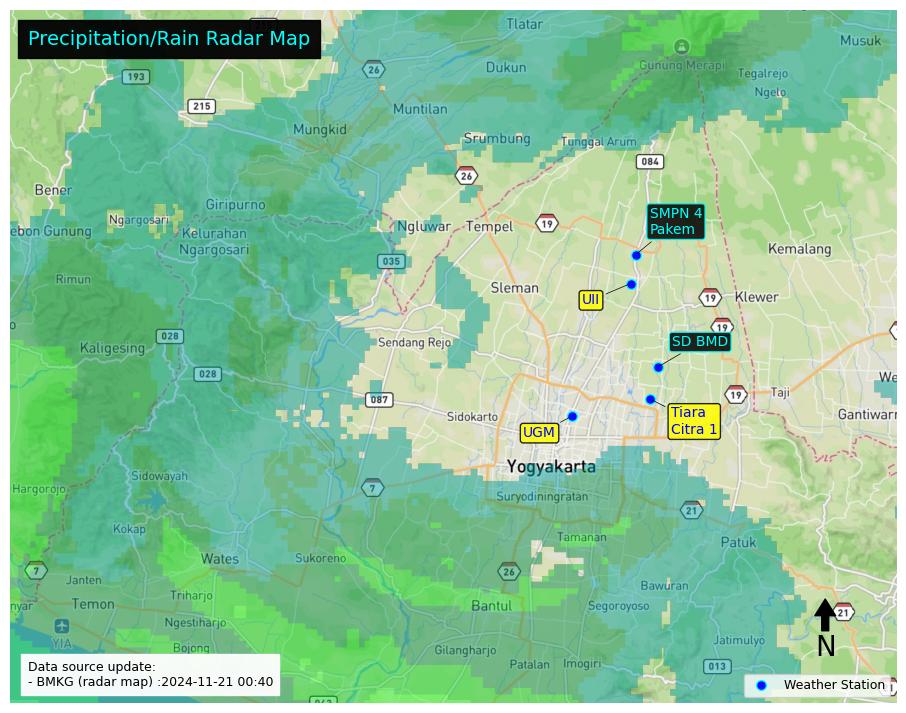 Precipitation/Rain Radar Map
Tlatar
Musuk
26
Dukun
Gunung Merapi
193
Tegalrejo
Ngelo
215
Muntilan
Mungkid
Srumbung
Tunggal Arum
084
26
Bener
Giripurno
Ngargosari
SMPN 4
Pakem
Ngluwar
Tempel
19
ebon Gunung
Kelurahan
Ngargosari
Kemalang
035
Rimun
Sleman
UII
19
Klewer
19
028
Kaligesing
Sendang Rejo
SD BMD
028
087
19
Taji
We
Sidokarto
Tiara
Citra 1
Gantiwarn
UGM
Yogyakarta
Sidowayah
Hargorojo
7
Suryodiningratan
21
Kokap
Tamanan
Patuk
Wates
Sukoreno
7
26
Janten
Bawuran
Triharjo
nyar
Temon
Bantul
Segoroyoso
21
Ngestiharjo
YIA
Bojong
Jatimulyo
N
Gilangharjo
Patalan
Imogiri
013
Data source update:
- BMKG (radar map) :2024-11-21 00:40
Weather Station